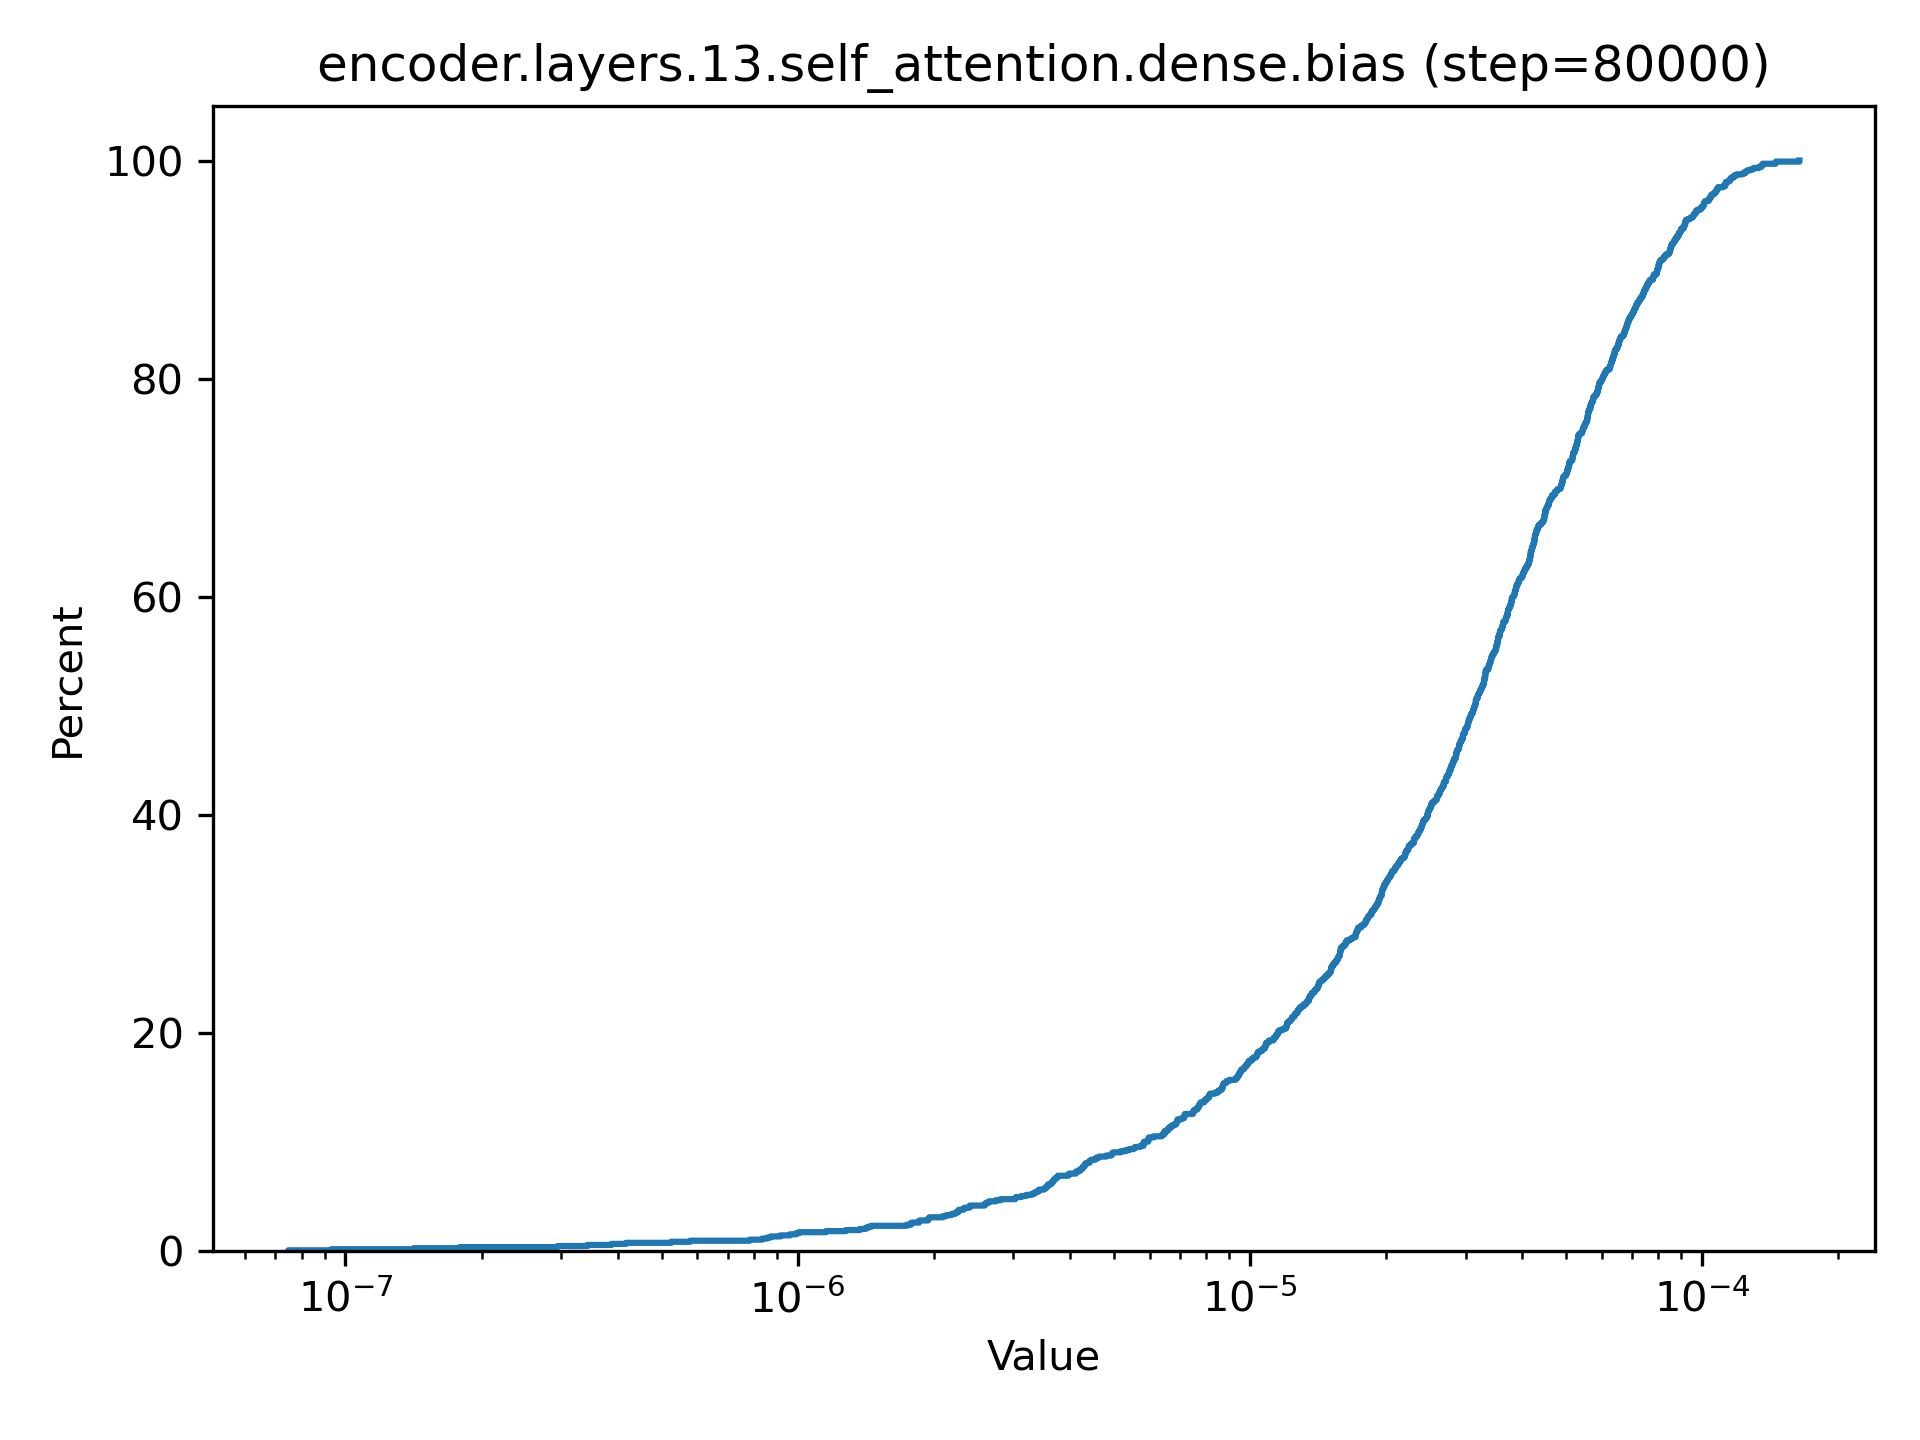 encoder.layers.13.self_attention.dense.bias (step=80000)
100
80
60
40
20
0
Percent
10⁻⁷ 10⁻⁶ 10⁻⁵ 10⁻⁴
Value